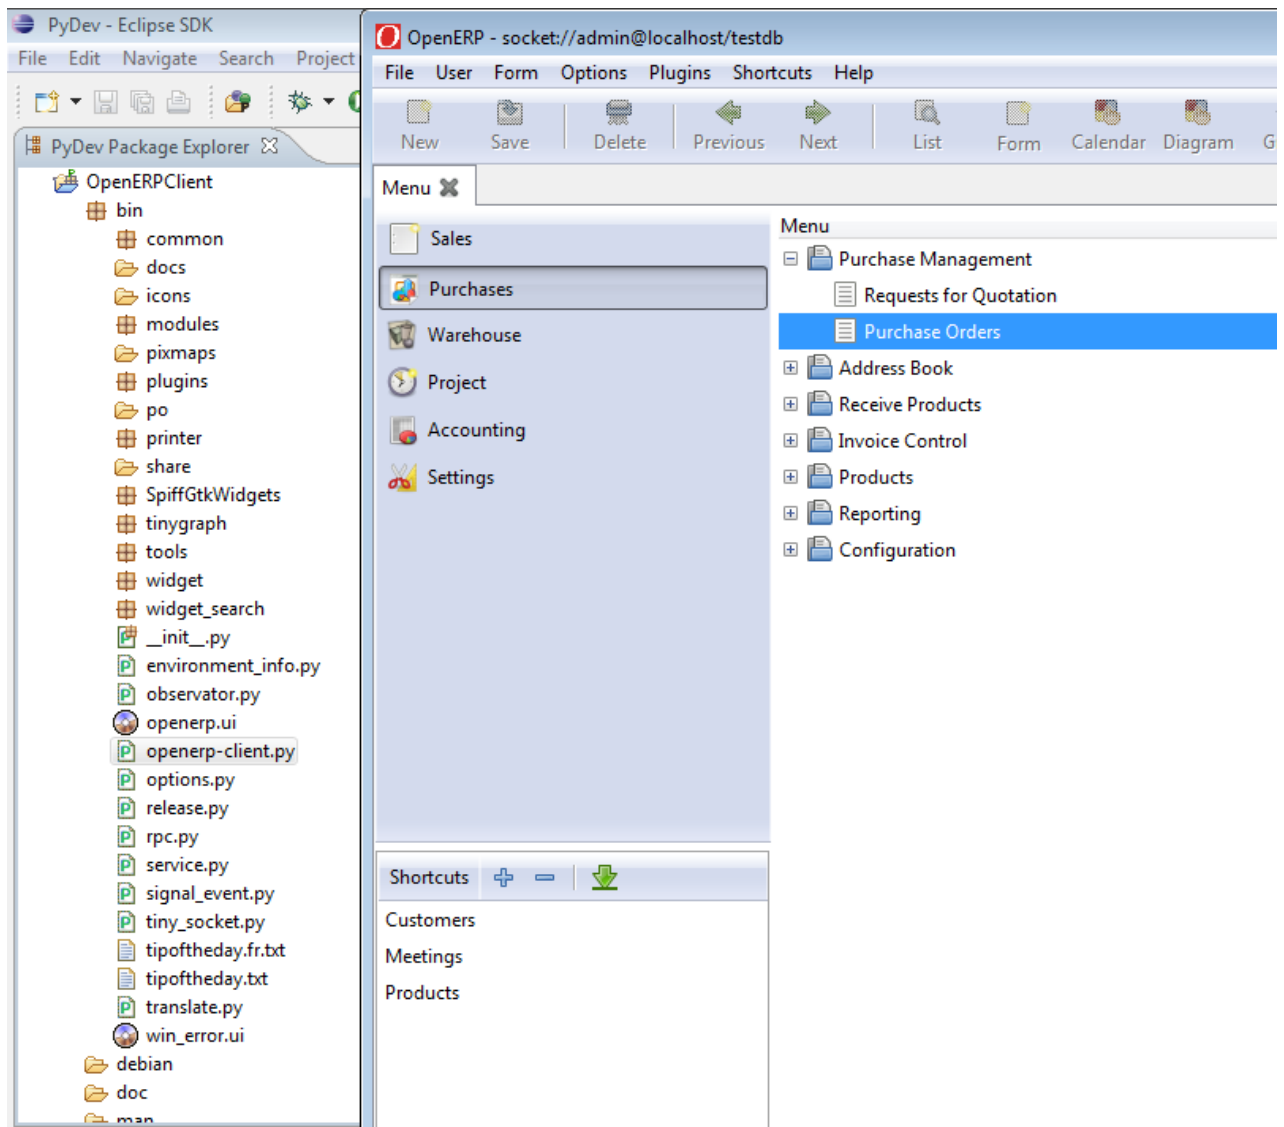 PyDev - Eclipse SDK
File Edit Navigate Search Project
PyDev Package Explorer
OpenERPClient
bin
common
docs
icons
modules
pixmaps
plugins
po
printer
share
SpiffGtkWidgets
tinygraph
tools
widget
widget_search
__init__.py
environment_info.py
observator.py
openerp.ui
openerp-client.py
options.py
release.py
rpc.py
service.py
signal_event.py
tiny_socket.py
tipoftheday.fr.txt
tipoftheday.txt
translate.py
win_error.ui
debian
doc
man
OpenERP - socket://admin@localhost/testdb
File User Form Options Plugins Shortcuts Help
New Save Delete Previous Next List Form Calendar Diagram
Menu
Sales
Purchases
Warehouse
Project
Accounting
Settings
Shortcuts
Customers
Meetings
Products
Menu
Purchase Management
Requests for Quotation
Purchase Orders
Address Book
Receive Products
Invoice Control
Products
Reporting
Configuration